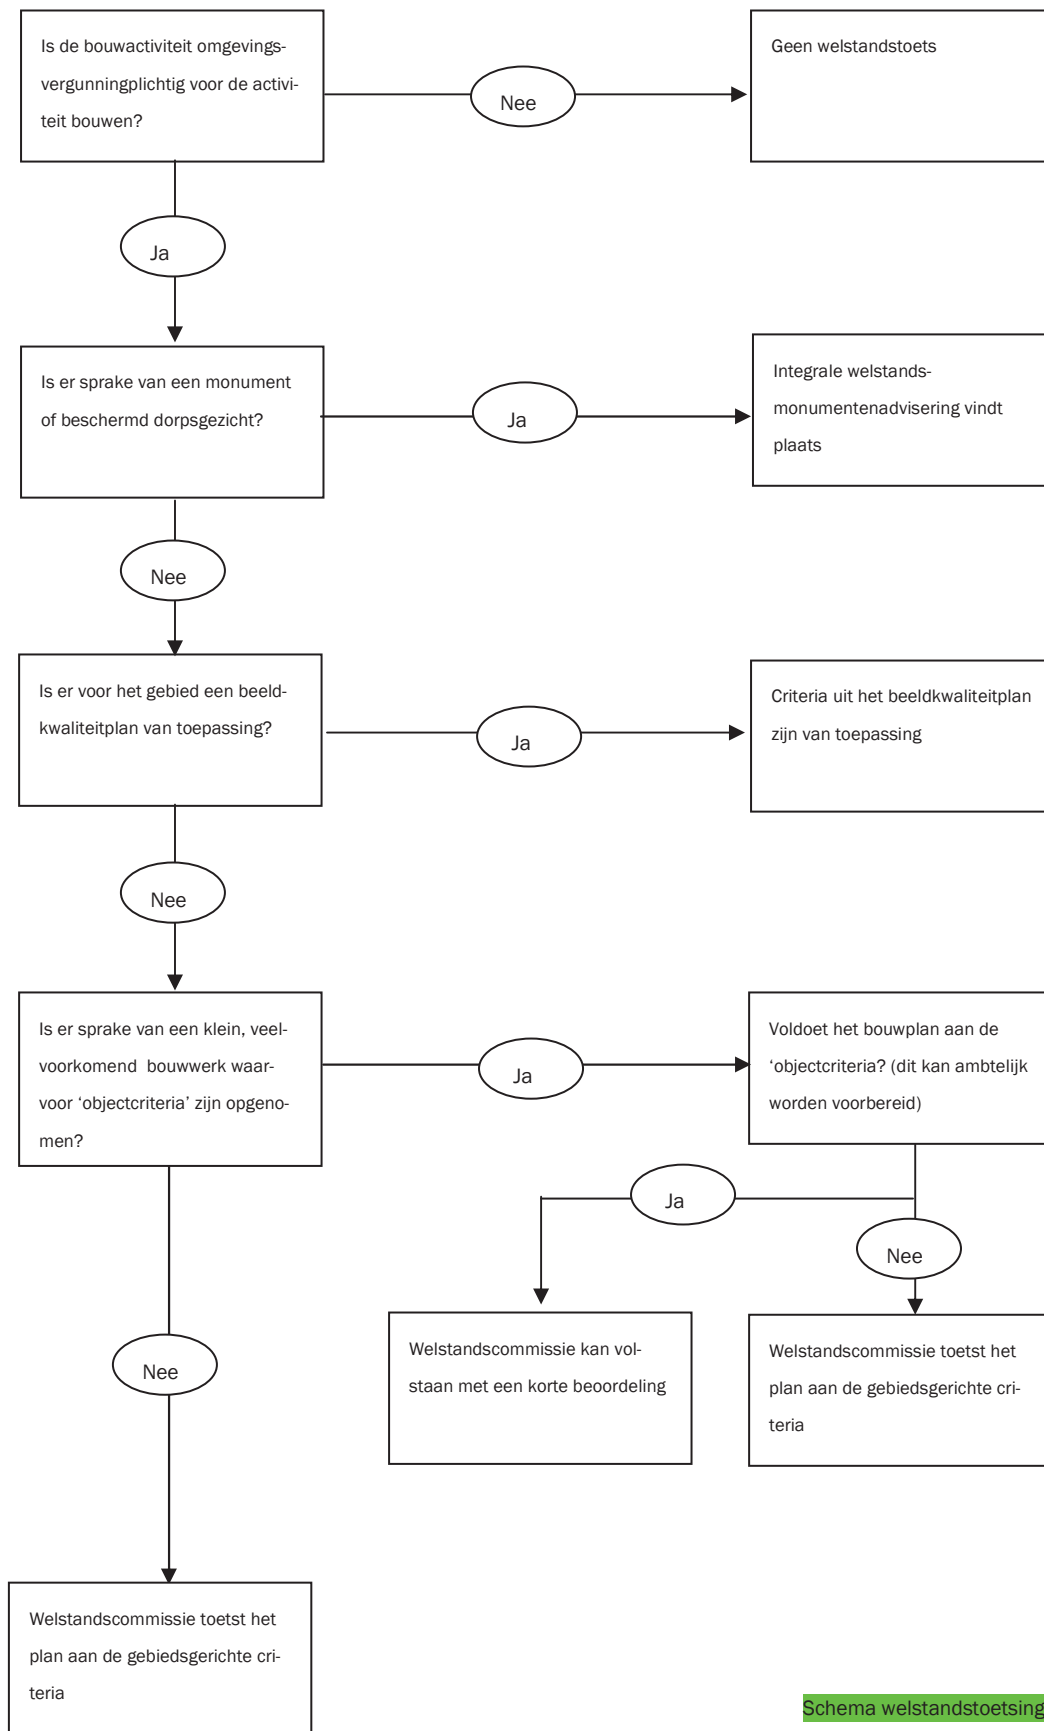 Is de bouwactiviteit omgevings-
vergunningplichtig voor de activi-
teit bouwen?
Nee
Geen welstandstoets
Ja
Is er sprake van een monument
of beschermd dorpsgezicht?
Ja
Integrale welstands-
monumentenadvisering vindt
plaats
Nee
Is er voor het gebied een beeld-
kwaliteitplan van toepassing?
Ja
Criteria uit het beeldkwaliteitplan
zijn van toepassing
Nee
Is er sprake van een klein, veel-
voorkomend bouwwerk waar-
voor ‘objectcriteria’ zijn opgeno-
men?
Ja
Voldoet het bouwplan aan de
‘objectcriteria? (dit kan ambtelijk
worden voorbereid)
Ja
Nee
Welstandscommissie kan vol-
staan met een korte beoordeling
Welstandscommissie toetst het
plan aan de gebiedsgerichte cri-
teria
Nee
Welstandscommissie toetst het
plan aan de gebiedsgerichte cri-
teria
Schema welstandstoetsing